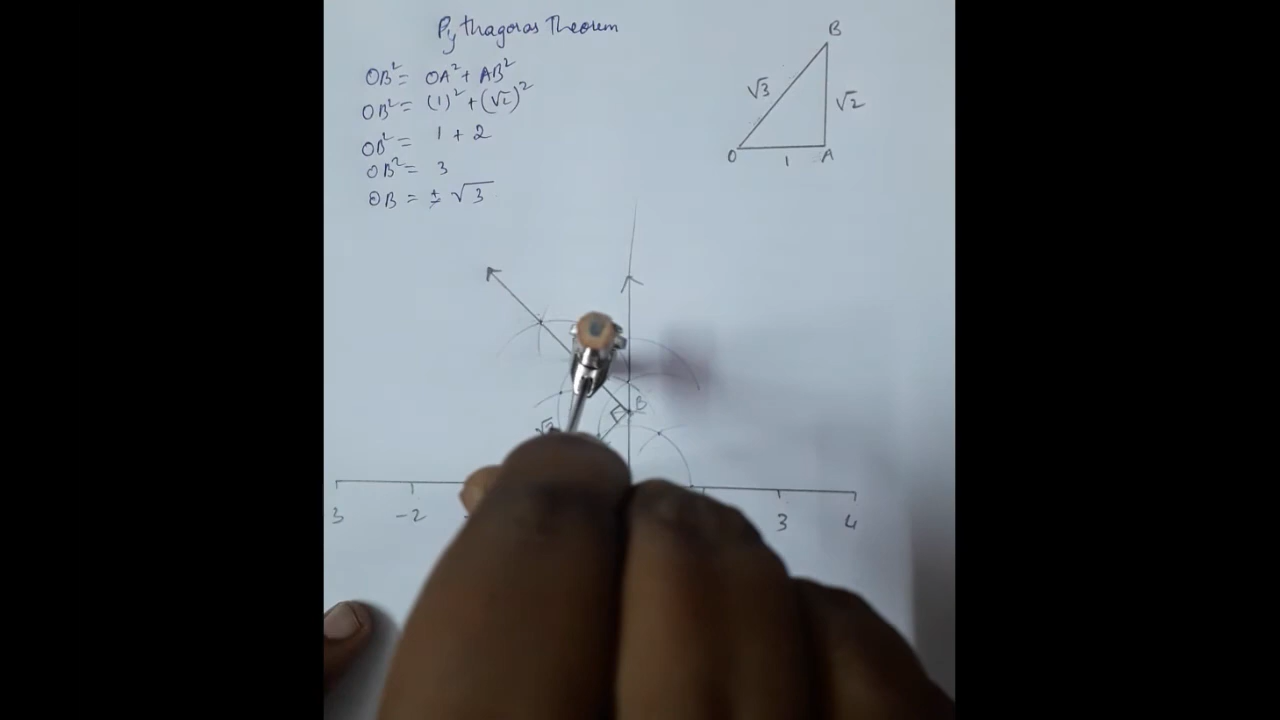 Pythagoras Theorem
OB² = OA² + AB²
OB² = (1)² + (√2)²
OB² = 1 + 2
OB² = 3
OB = ± √3
B
√3
√2
O
1
A
B
√2
3
-2
3
4